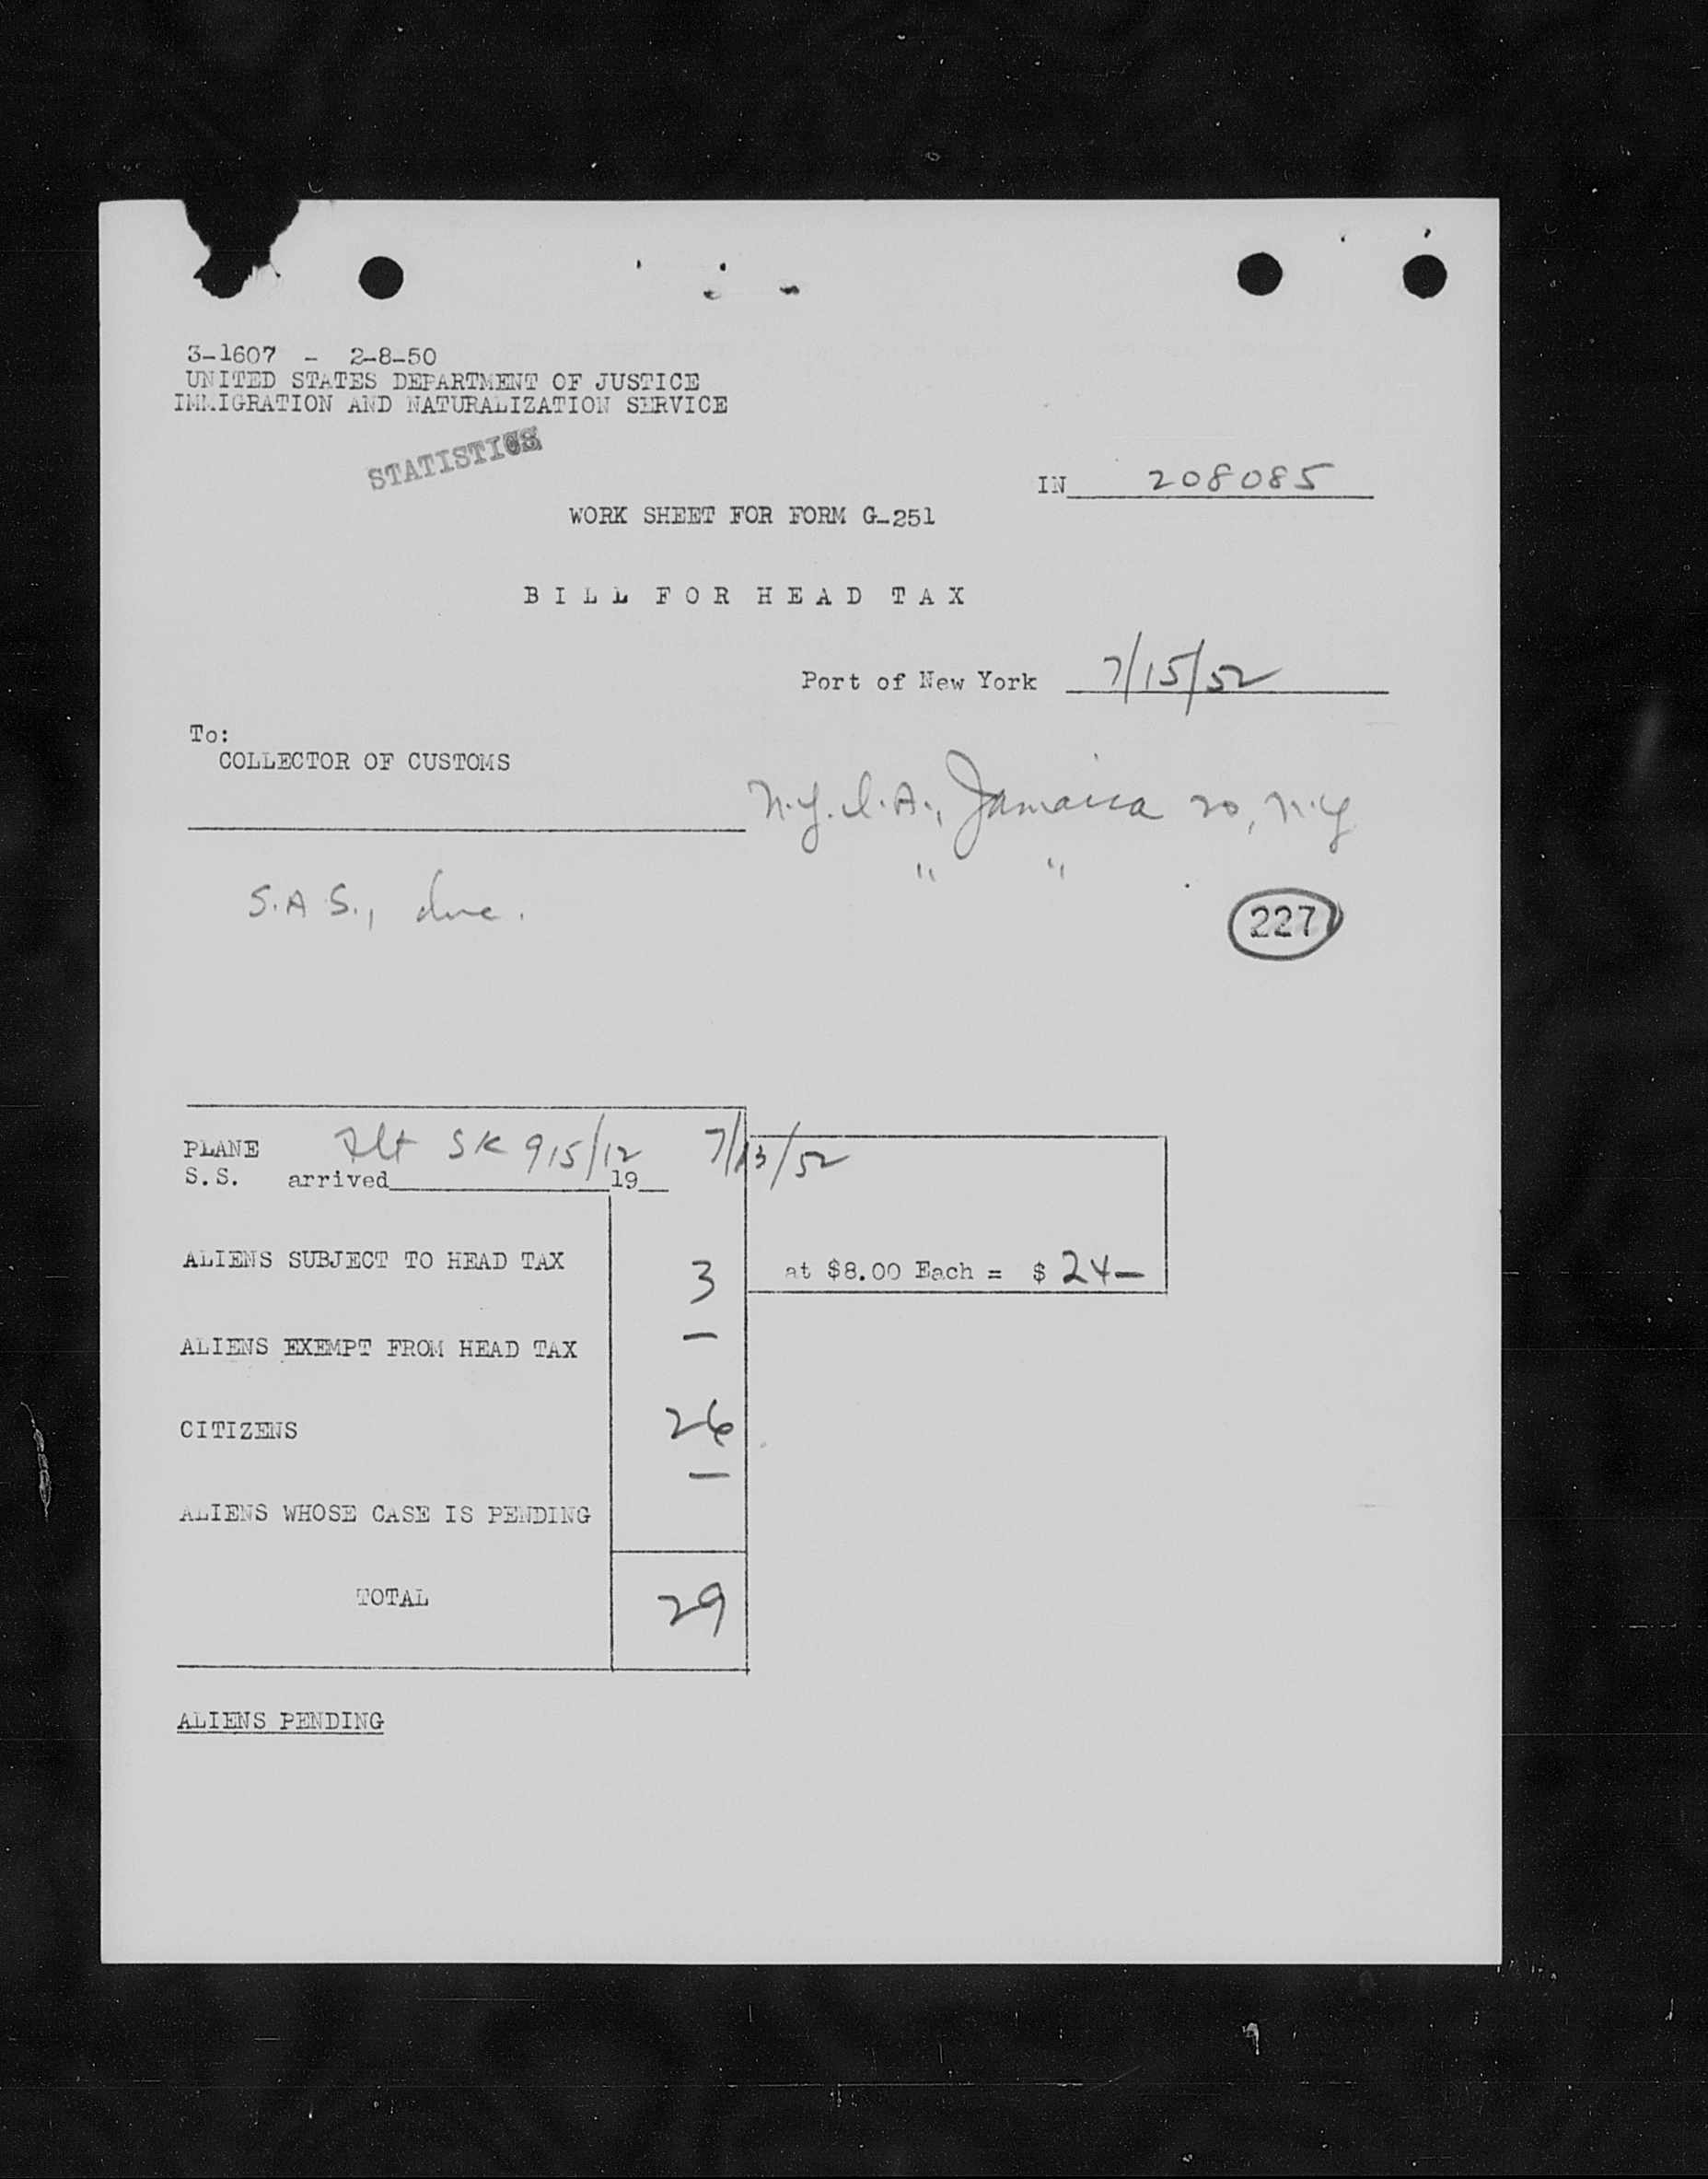 3-1607 - 2-8-50
UNITED STATES DEPARTMENT OF JUSTICE
IMMIGRATION AND NATURALIZATION SERVICE
STATISTICS
IN 208085
WORK SHEET FOR FORM G-251
BILL FOR HEAD TAX
Port of New York 7/15/52
To:
COLLECTOR OF CUSTOMS
N.Y.I.A., Jamaica 20, N.Y
" "
S.A.S., Inc.
227
PLANE Flt SK 915/12 7/13/52
S.S. arrived 19
ALIENS SUBJECT TO HEAD TAX 3 at $8.00 Each = $ 24—
ALIENS EXEMPT FROM HEAD TAX —
CITIZENS 26
ALIENS WHOSE CASE IS PENDING —
TOTAL 29
ALIENS PENDING